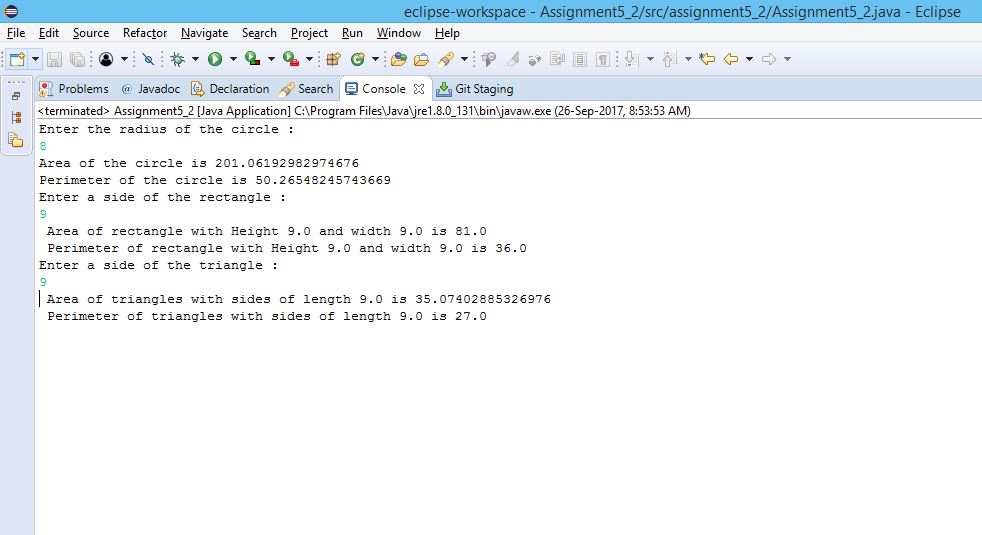 eclipse-workspace - Assignment5_2/src/assignment5_2/Assignment5_2.java - Eclipse
File Edit Source Refactor Navigate Search Project Run Window Help
Problems @ Javadoc Declaration Search Console Git Staging
<terminated> Assignment5_2 [Java Application] C:\Program Files\Java\jre1.8.0_131\bin\javaw.exe (26-Sep-2017, 8:53:53 AM)
Enter the radius of the circle :
8
Area of the circle is 201.06192982974676
Perimeter of the circle is 50.26548245743669
Enter a side of the rectangle :
9
Area of rectangle with Height 9.0 and width 9.0 is 81.0
Perimeter of rectangle with Height 9.0 and width 9.0 is 36.0
Enter a side of the triangle :
9
Area of triangles with sides of length 9.0 is 35.07402885326976
Perimeter of triangles with sides of length 9.0 is 27.0